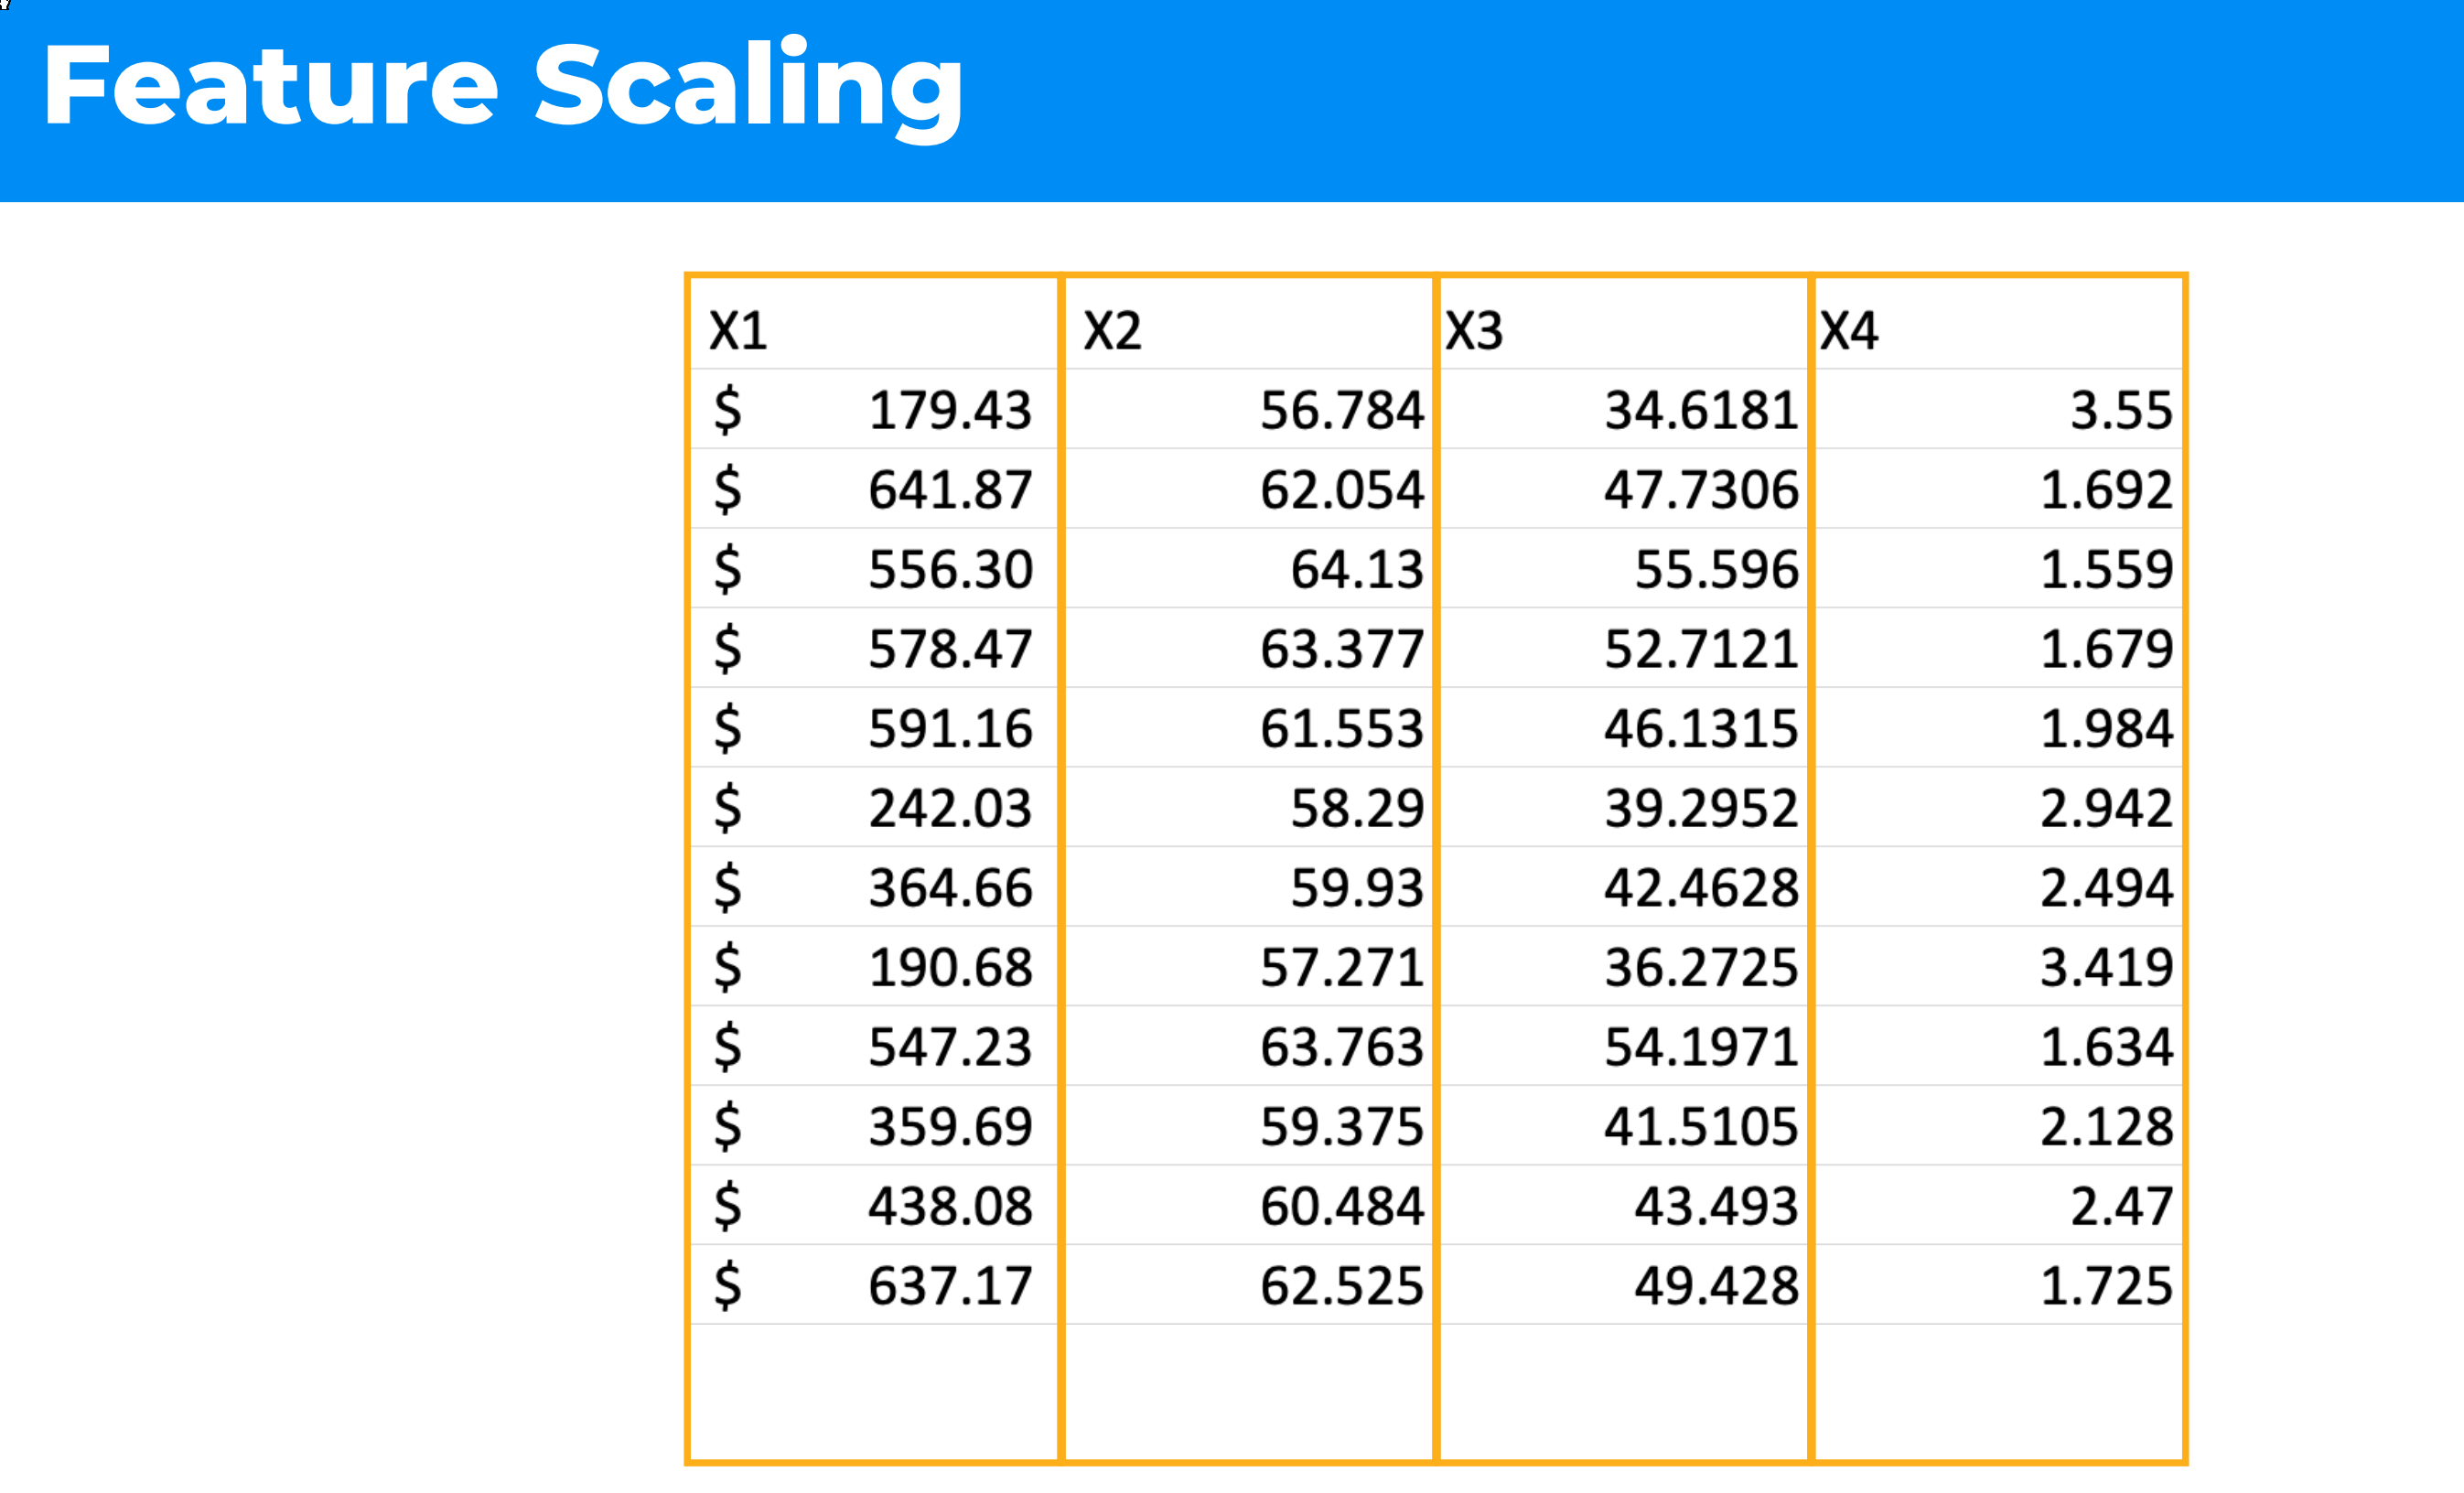 Feature Scaling
X1 X2 X3 X4
$ 179.43 56.784 34.6181 3.55
$ 641.87 62.054 47.7306 1.692
$ 556.30 64.13 55.596 1.559
$ 578.47 63.377 52.7121 1.679
$ 591.16 61.553 46.1315 1.984
$ 242.03 58.29 39.2952 2.942
$ 364.66 59.93 42.4628 2.494
$ 190.68 57.271 36.2725 3.419
$ 547.23 63.763 54.1971 1.634
$ 359.69 59.375 41.5105 2.128
$ 438.08 60.484 43.493 2.47
$ 637.17 62.525 49.428 1.725